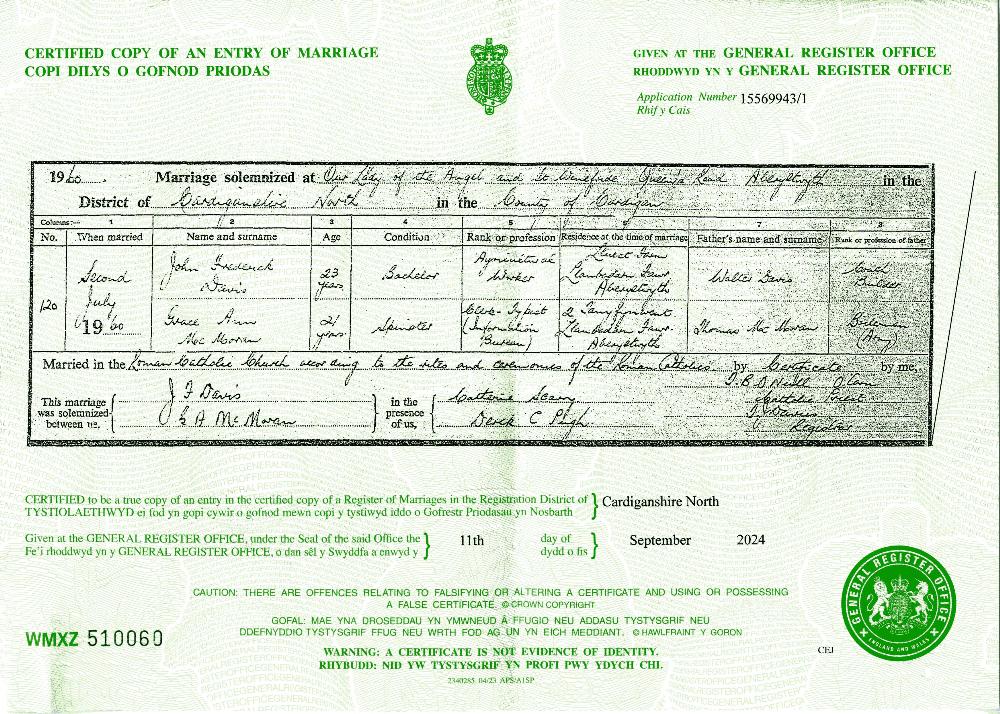 CERTIFIED COPY OF AN ENTRY OF MARRIAGE
COPI DILYS O GOFNOD PRIODAS
GIVEN AT THE GENERAL REGISTER OFFICE
RHODDWYD YN Y GENERAL REGISTER OFFICE
Application Number 15569943/1
Rhif y Cais
1960. Marriage solemnized at Our Lady of the Angel and St Winefride Queen's Road Aberystwyth in the
District of Cardiganshire North in the County of Cardigan
Columns:— 1 2 3 4 5 6 7 8
No. When married Name and surname Age Condition Rank or profession Residence at the time of marriage Father's name and surname Rank or profession of father
120 Second July 1960
John Frederick Davis 23 years Bachelor Agricultural Worker Llanbadarn Fawr Aberystwyth Walter Davis Coach Builder
Grace Ann Mc Moran 21 years Spinster Clerk-Typist (Information Bureau) Llanbadarn Fawr Aberystwyth Thomas Mc Moran (Army)
Married in the Roman Catholic Church according to the rites and ceremonies of the "Roman Catholics" by Certificate by me,
This marriage was solemnized between us,
J F Davis
G A McMoran
in the presence of us,
Catherine
Derek C Pugh
J. B. O'Neill
Catholic Priest
Registrar
CERTIFIED to be a true copy of an entry in the certified copy of a Register of Marriages in the Registration District of } Cardiganshire North
TYSTIOLAETHWYD ei fod yn gopi cywir o gofnod mewn copi y tystiwyd iddo o Gofrestr Priodasau yn Nosbarth
Given at the GENERAL REGISTER OFFICE, under the Seal of the said Office the } 11th day of } September 2024
Fe'i rhoddwyd yn y GENERAL REGISTER OFFICE, o dan sêl y Swyddfa a enwyd y dydd o fis
CAUTION: THERE ARE OFFENCES RELATING TO FALSIFYING OR ALTERING A CERTIFICATE AND USING OR POSSESSING
A FALSE CERTIFICATE. © CROWN COPYRIGHT
GOFAL: MAE YNA DROSEDDAU YN YMWNEUD Â FFUGIO NEU ADDASU TYSTYSGRIF NEU
DDEFNYDDIO TYSTYSGRIF FFUG NEU WRTH FOD AG UN YN EICH MEDDIANT. © HAWLFRAINT Y GORON
WARNING: A CERTIFICATE IS NOT EVIDENCE OF IDENTITY.
RHYBUDD: NID YW TYSTYSGRIF YN PROFI PWY YDYCH CHI.
WMXZ 510060
CEJ
2340285 04/23 APS/A1SP
GENERAL REGISTER OFFICE
ENGLAND AND WALES